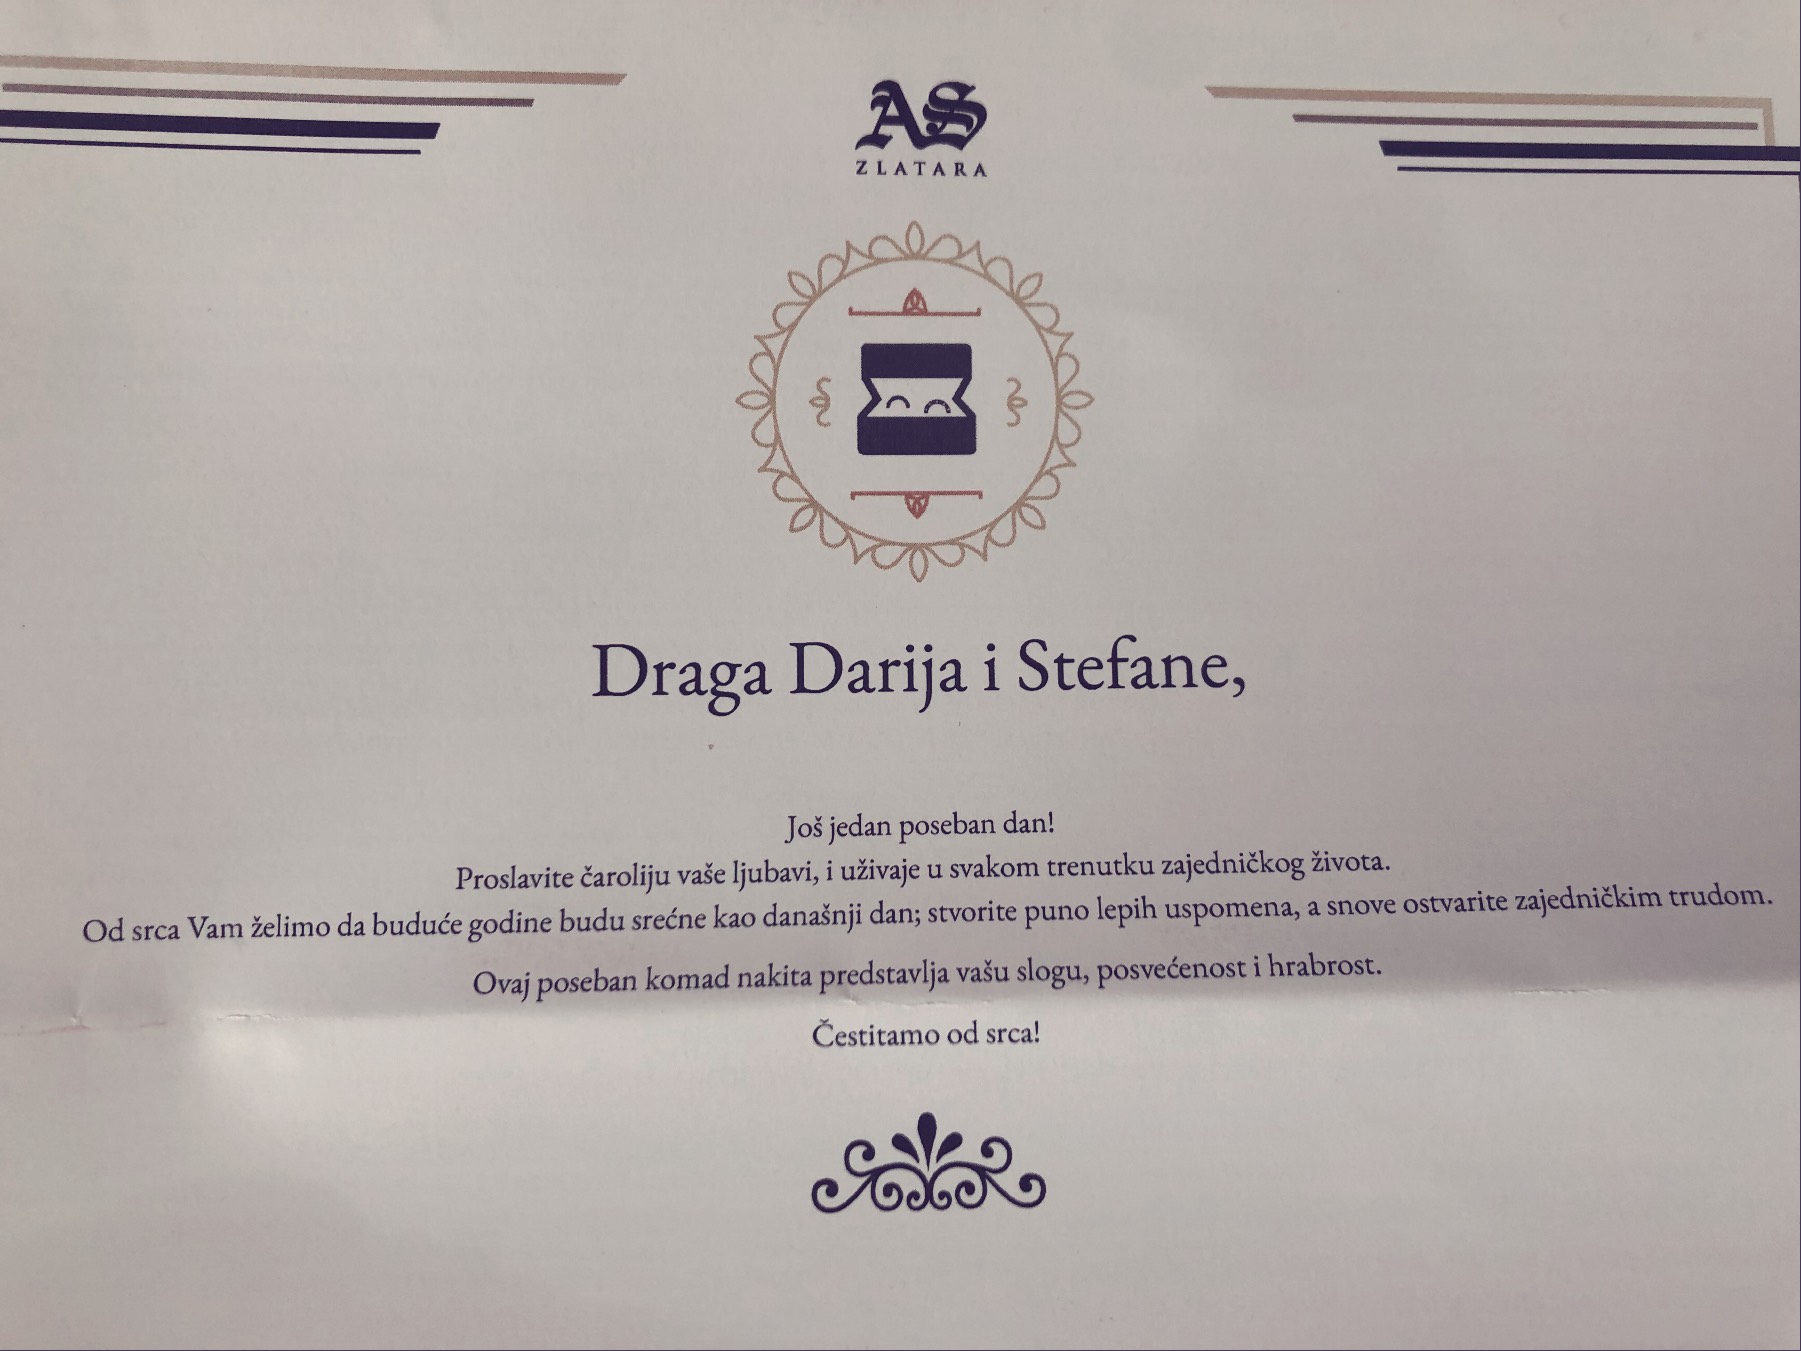 AS
ZLATARA
Draga Darija i Stefane,
Još jedan poseban dan!
Proslavite čaroliju vaše ljubavi, i uživaje u svakom trenutku zajedničkog života.
Od srca Vam želimo da buduće godine budu srećne kao današnji dan; stvorite puno lepih uspomena, a snove ostvarite zajedničkim trudom.
Ovaj poseban komad nakita predstavlja vašu slogu, posvećenost i hrabrost.
Čestitamo od srca!